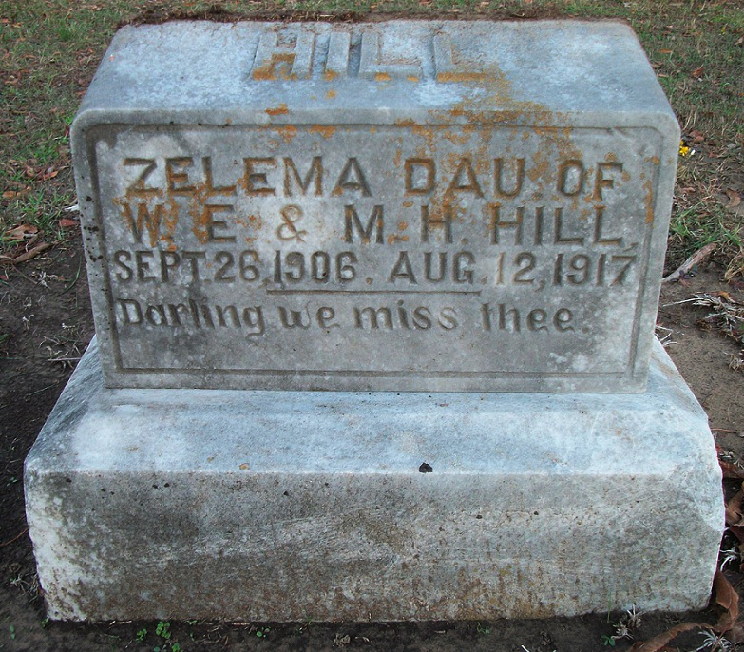 HILL
ZELEMA DAU OF
W. E. & M. H. HILL,
SEPT. 26, 1906. AUG. 12, 1917
Darling we miss thee.